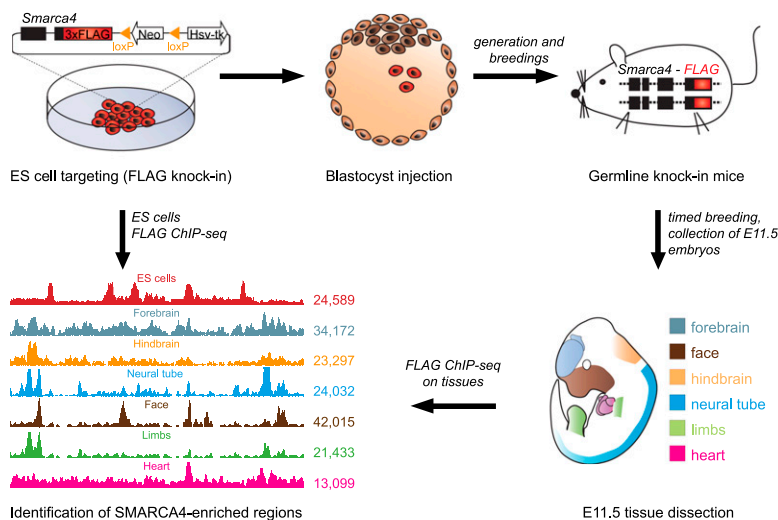 Smarca4
3xFLAG
loxP
Neo
loxP
Hsv-tk
ES cell targeting (FLAG knock-in)
Blastocyst injection
generation and
breedings
Smarca4 - FLAG
Germline knock-in mice
ES cells
FLAG ChIP-seq
timed breeding,
collection of E11.5
embryos
ES cells
24,589
Forebrain
34,172
Hindbrain
23,297
Neural tube
24,032
Face
42,015
Limbs
21,433
Heart
13,099
Identification of SMARCA4-enriched regions
FLAG ChIP-seq
on tissues
forebrain
face
hindbrain
neural tube
limbs
heart
E11.5 tissue dissection